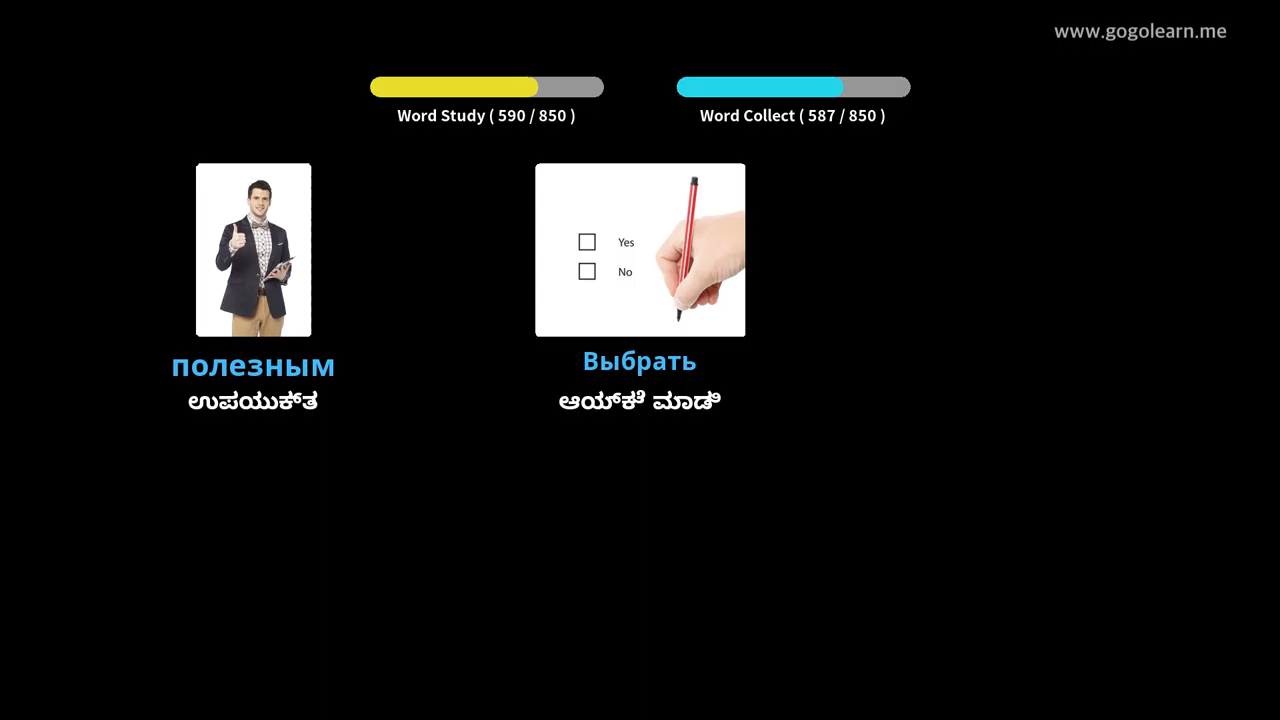 www.gogolearn.me
Word Study ( 590 / 850 )
Word Collect ( 587 / 850 )
Yes
No
полезным
ಉಪಯುಕ್ತ
Выбрать
ಆಯ್ಕೆ ಮಾಡಿ